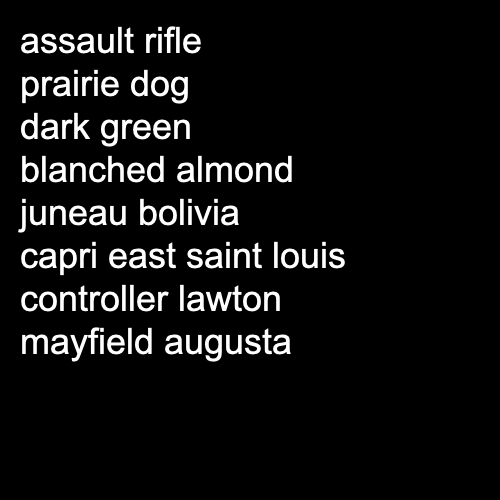 assault rifle
prairie dog
dark green
blanched almond
juneau bolivia
capri east saint louis
controller lawton
mayfield augusta